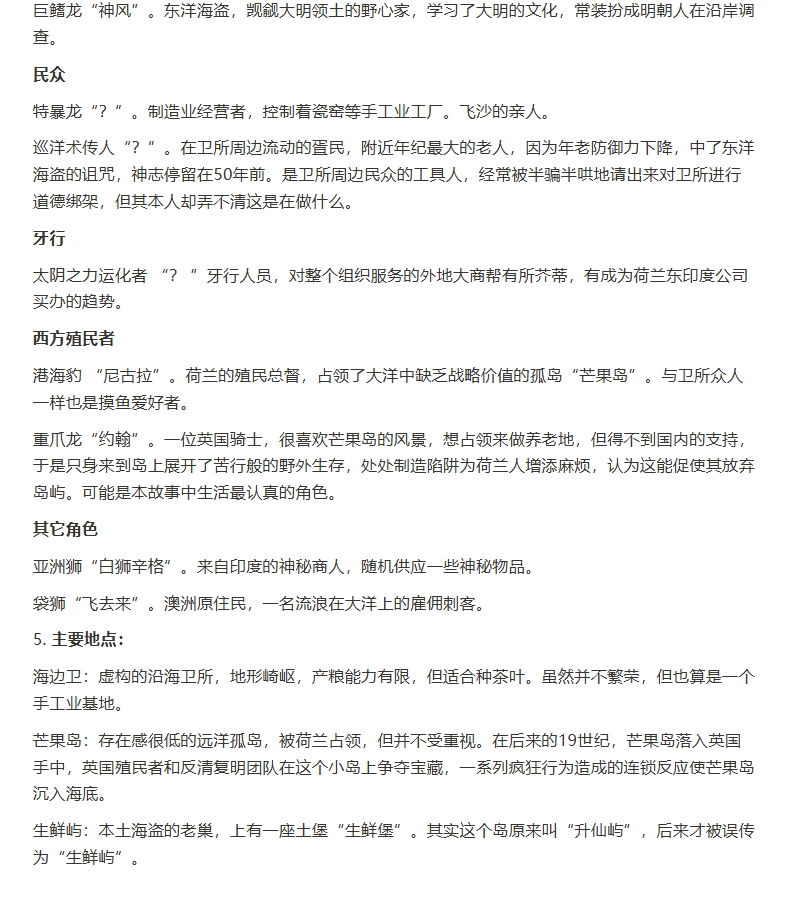 巨鳍龙“神风”。东洋海盗，觊觎大明领土的野心家，学习了大明的文化，常装扮成明朝人在沿岸调
查。
民众
特暴龙“？“。制造业经营者，控制着瓷窑等手工业工厂。飞沙的亲人。
巡洋术传人“？“。在卫所周边流动的疍民，附近年纪最大的老人，因为年老防御力下降，中了东洋
海盗的诅咒，神志停留在50年前。是卫所周边民众的工具人，经常被半骗半哄地请出来对卫所进行
道德绑架，但其本人却弄不清这是在做什么。
牙行
太阴之力运化者 “？ “牙行人员，对整个组织服务的外地大商帮有所芥蒂，有成为荷兰东印度公司
买办的趋势。
西方殖民者
港海豹 “尼古拉”。荷兰的殖民总督，占领了大洋中缺乏战略价值的孤岛“芒果岛”。与卫所众人
一样也是摸鱼爱好者。
重爪龙“约翰”。一位英国骑士，很喜欢芒果岛的风景，想占领来做养老地，但得不到国内的支持，
于是只身来到岛上展开了苦行般的野外生存，处处制造陷阱为荷兰人增添麻烦，认为这能促使其放弃
岛屿。可能是本故事中生活最认真的角色。
其它角色
亚洲狮“白狮辛格”。来自印度的神秘商人，随机供应一些神秘物品。
袋狮“飞去来”。澳洲原住民，一名流浪在大洋上的雇佣刺客。
5. 主要地点：
海边卫：虚构的沿海卫所，地形崎岖，产粮能力有限，但适合种茶叶。虽然并不繁荣，但也算是一个
手工业基地。
芒果岛：存在感很低的远洋孤岛，被荷兰占领，但并不受重视。在后来的19世纪，芒果岛落入英国
手中，英国殖民者和反清复明团队在这个小岛上争夺宝藏，一系列疯狂行为造成的连锁反应使芒果岛
沉入海底。
生鲜屿：本土海盗的老巢，上有一座土堡“生鲜堡”。其实这个岛原来叫“升仙屿”，后来才被误传
为“生鲜屿”。